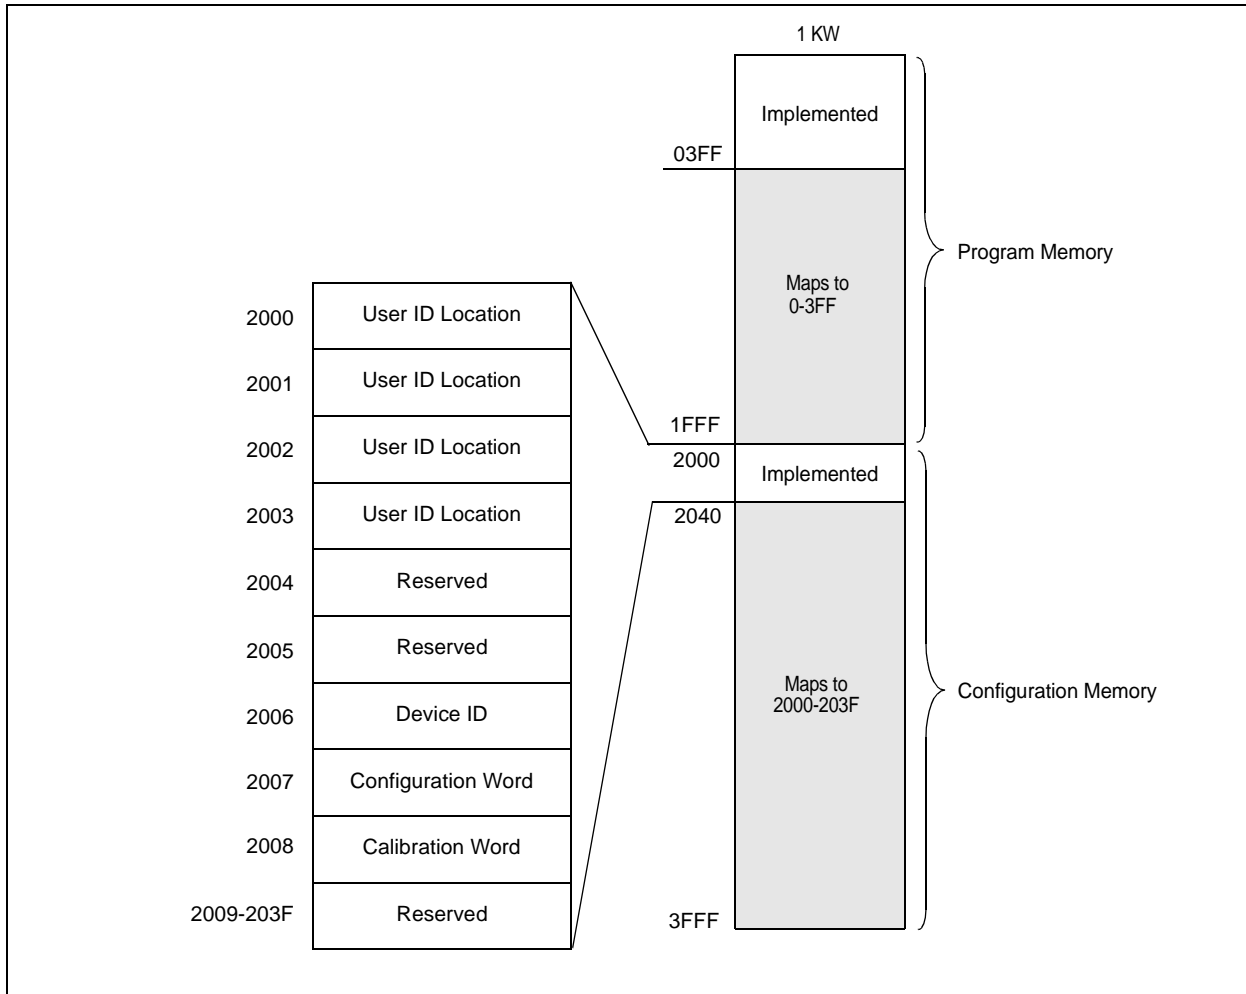 1 KW
Implemented
03FF
Maps to
0-3FF
Program Memory
1FFF
2000
Implemented
2040
Maps to
2000-203F
Configuration Memory
3FFF
2000 User ID Location
2001 User ID Location
2002 User ID Location
2003 User ID Location
2004 Reserved
2005 Reserved
2006 Device ID
2007 Configuration Word
2008 Calibration Word
2009-203F Reserved